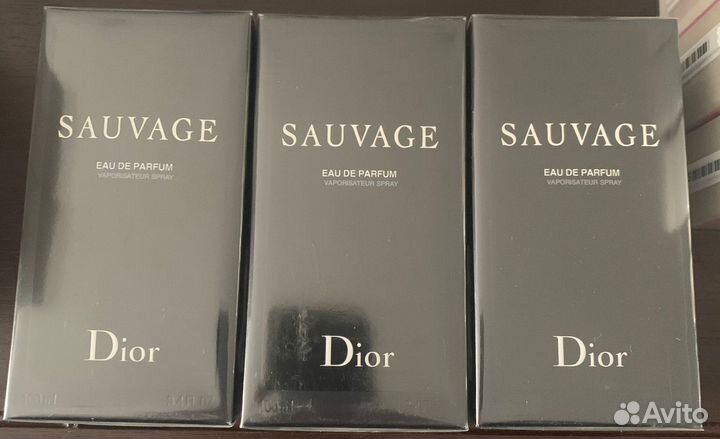 SAUVAGE
EAU DE PARFUM
VAPORISATEUR SPRAY
Dior
SAUVAGE
EAU DE PARFUM
VAPORISATEUR SPRAY
Dior
100ml
SAUVAGE
EAU DE PARFUM
VAPORISATEUR SPRAY
Dior
Avito